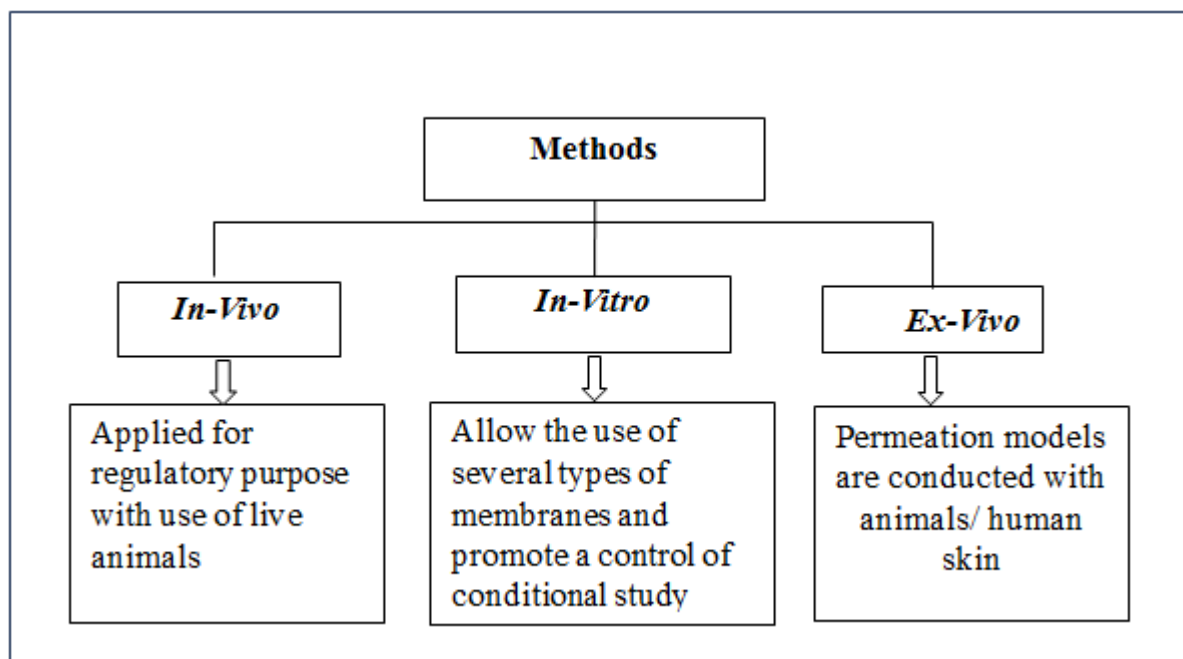 Methods
In-Vivo
In-Vitro
Ex-Vivo
Applied for
regulatory purpose
with use of live
animals
Allow the use of
several types of
membranes and
promote a control of
conditional study
Permeation models
are conducted with
animals/ human
skin